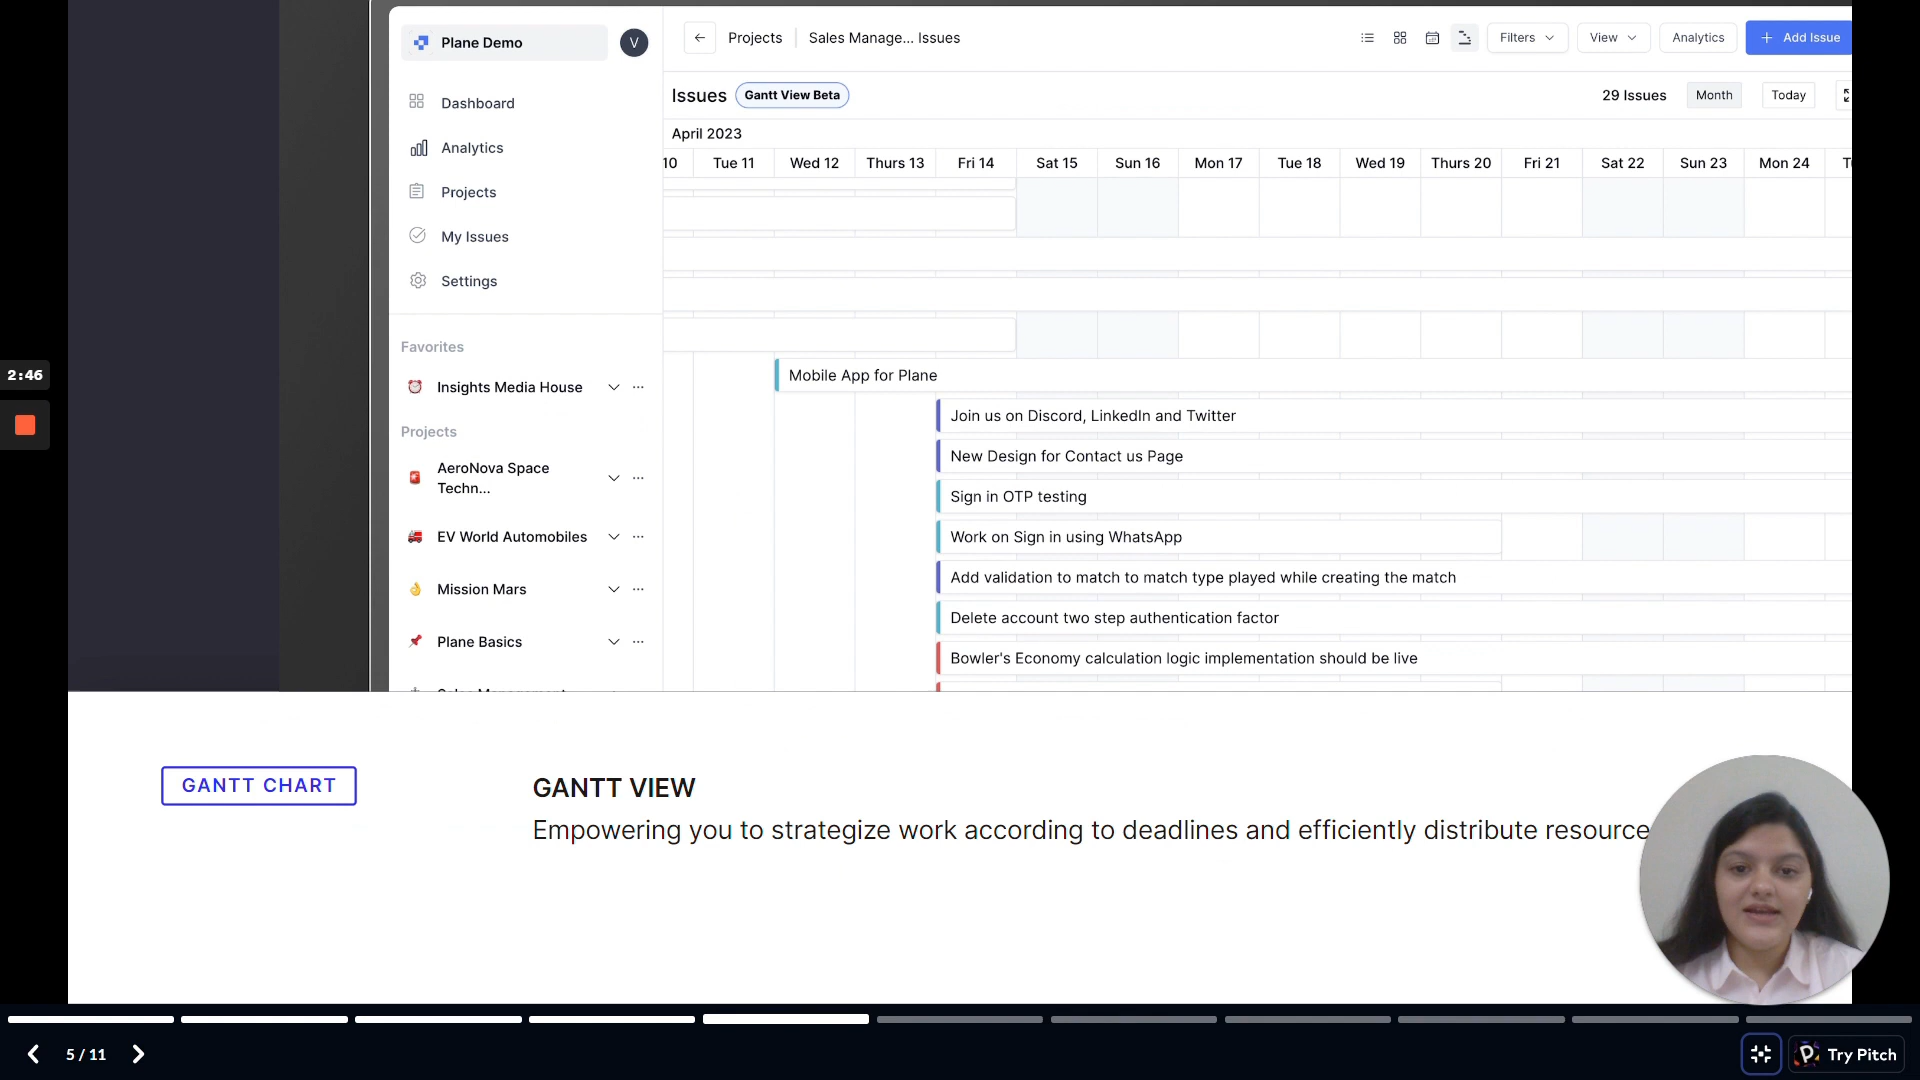 Plane Demo
V
Projects
Sales Manage... Issues
Filters
View
Analytics
Add Issue
Issues
Gantt View Beta
29 Issues
Month
Today
April 2023
10
Tue 11
Wed 12
Thurs 13
Fri 14
Sat 15
Sun 16
Mon 17
Tue 18
Wed 19
Thurs 20
Fri 21
Sat 22
Sun 23
Mon 24
Dashboard
Analytics
Projects
My Issues
Settings
Favorites
Insights Media House
Projects
AeroNova Space
Techn...
EV World Automobiles
Mission Mars
Plane Basics
Mobile App for Plane
Join us on Discord, LinkedIn and Twitter
New Design for Contact us Page
Sign in OTP testing
Work on Sign in using WhatsApp
Add validation to match to match type played while creating the match
Delete account two step authentication factor
Bowler's Economy calculation logic implementation should be live
2:46
GANTT CHART
GANTT VIEW
Empowering you to strategize work according to deadlines and efficiently distribute resource
5 / 11
Try Pitch